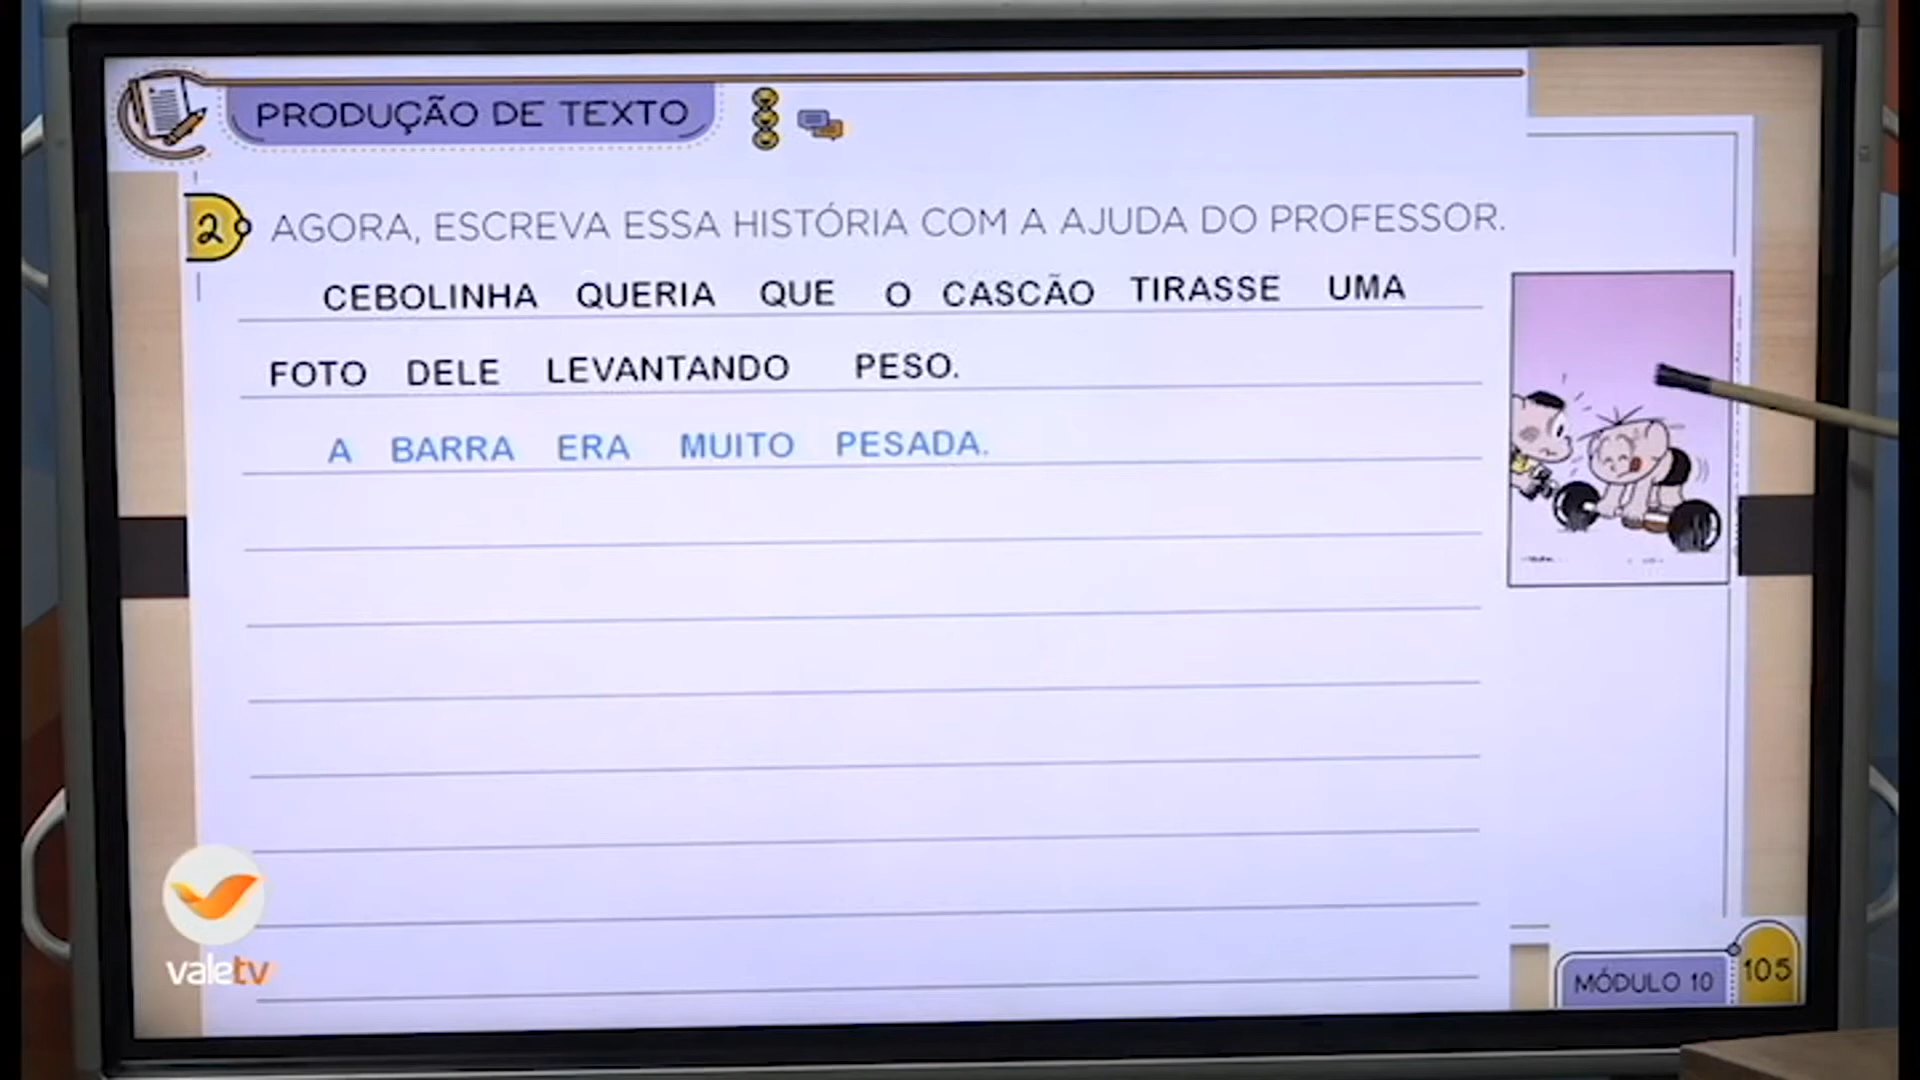 PRODUÇÃO DE TEXTO
2 AGORA, ESCREVA ESSA HISTÓRIA COM A AJUDA DO PROFESSOR.
CEBOLINHA QUERIA QUE O CASCÃO TIRASSE UMA
FOTO DELE LEVANTANDO PESO.
A BARRA ERA MUITO PESADA.
valetv
MÓDULO 10
105